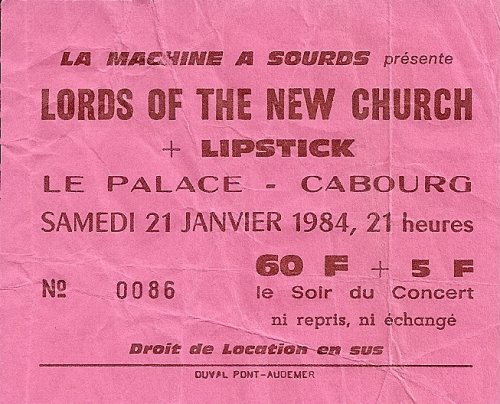 LA MACHINE A SOURDS présente
LORDS OF THE NEW CHURCH
+ LIPSTICK
LE PALACE - CABOURG
SAMEDI 21 JANVIER 1984, 21 heures
60 F + 5 F
Nº 0086 le Soir du Concert
ni repris, ni échangé
Droit de Location en sus
DUVAL PONT-AUDEMER